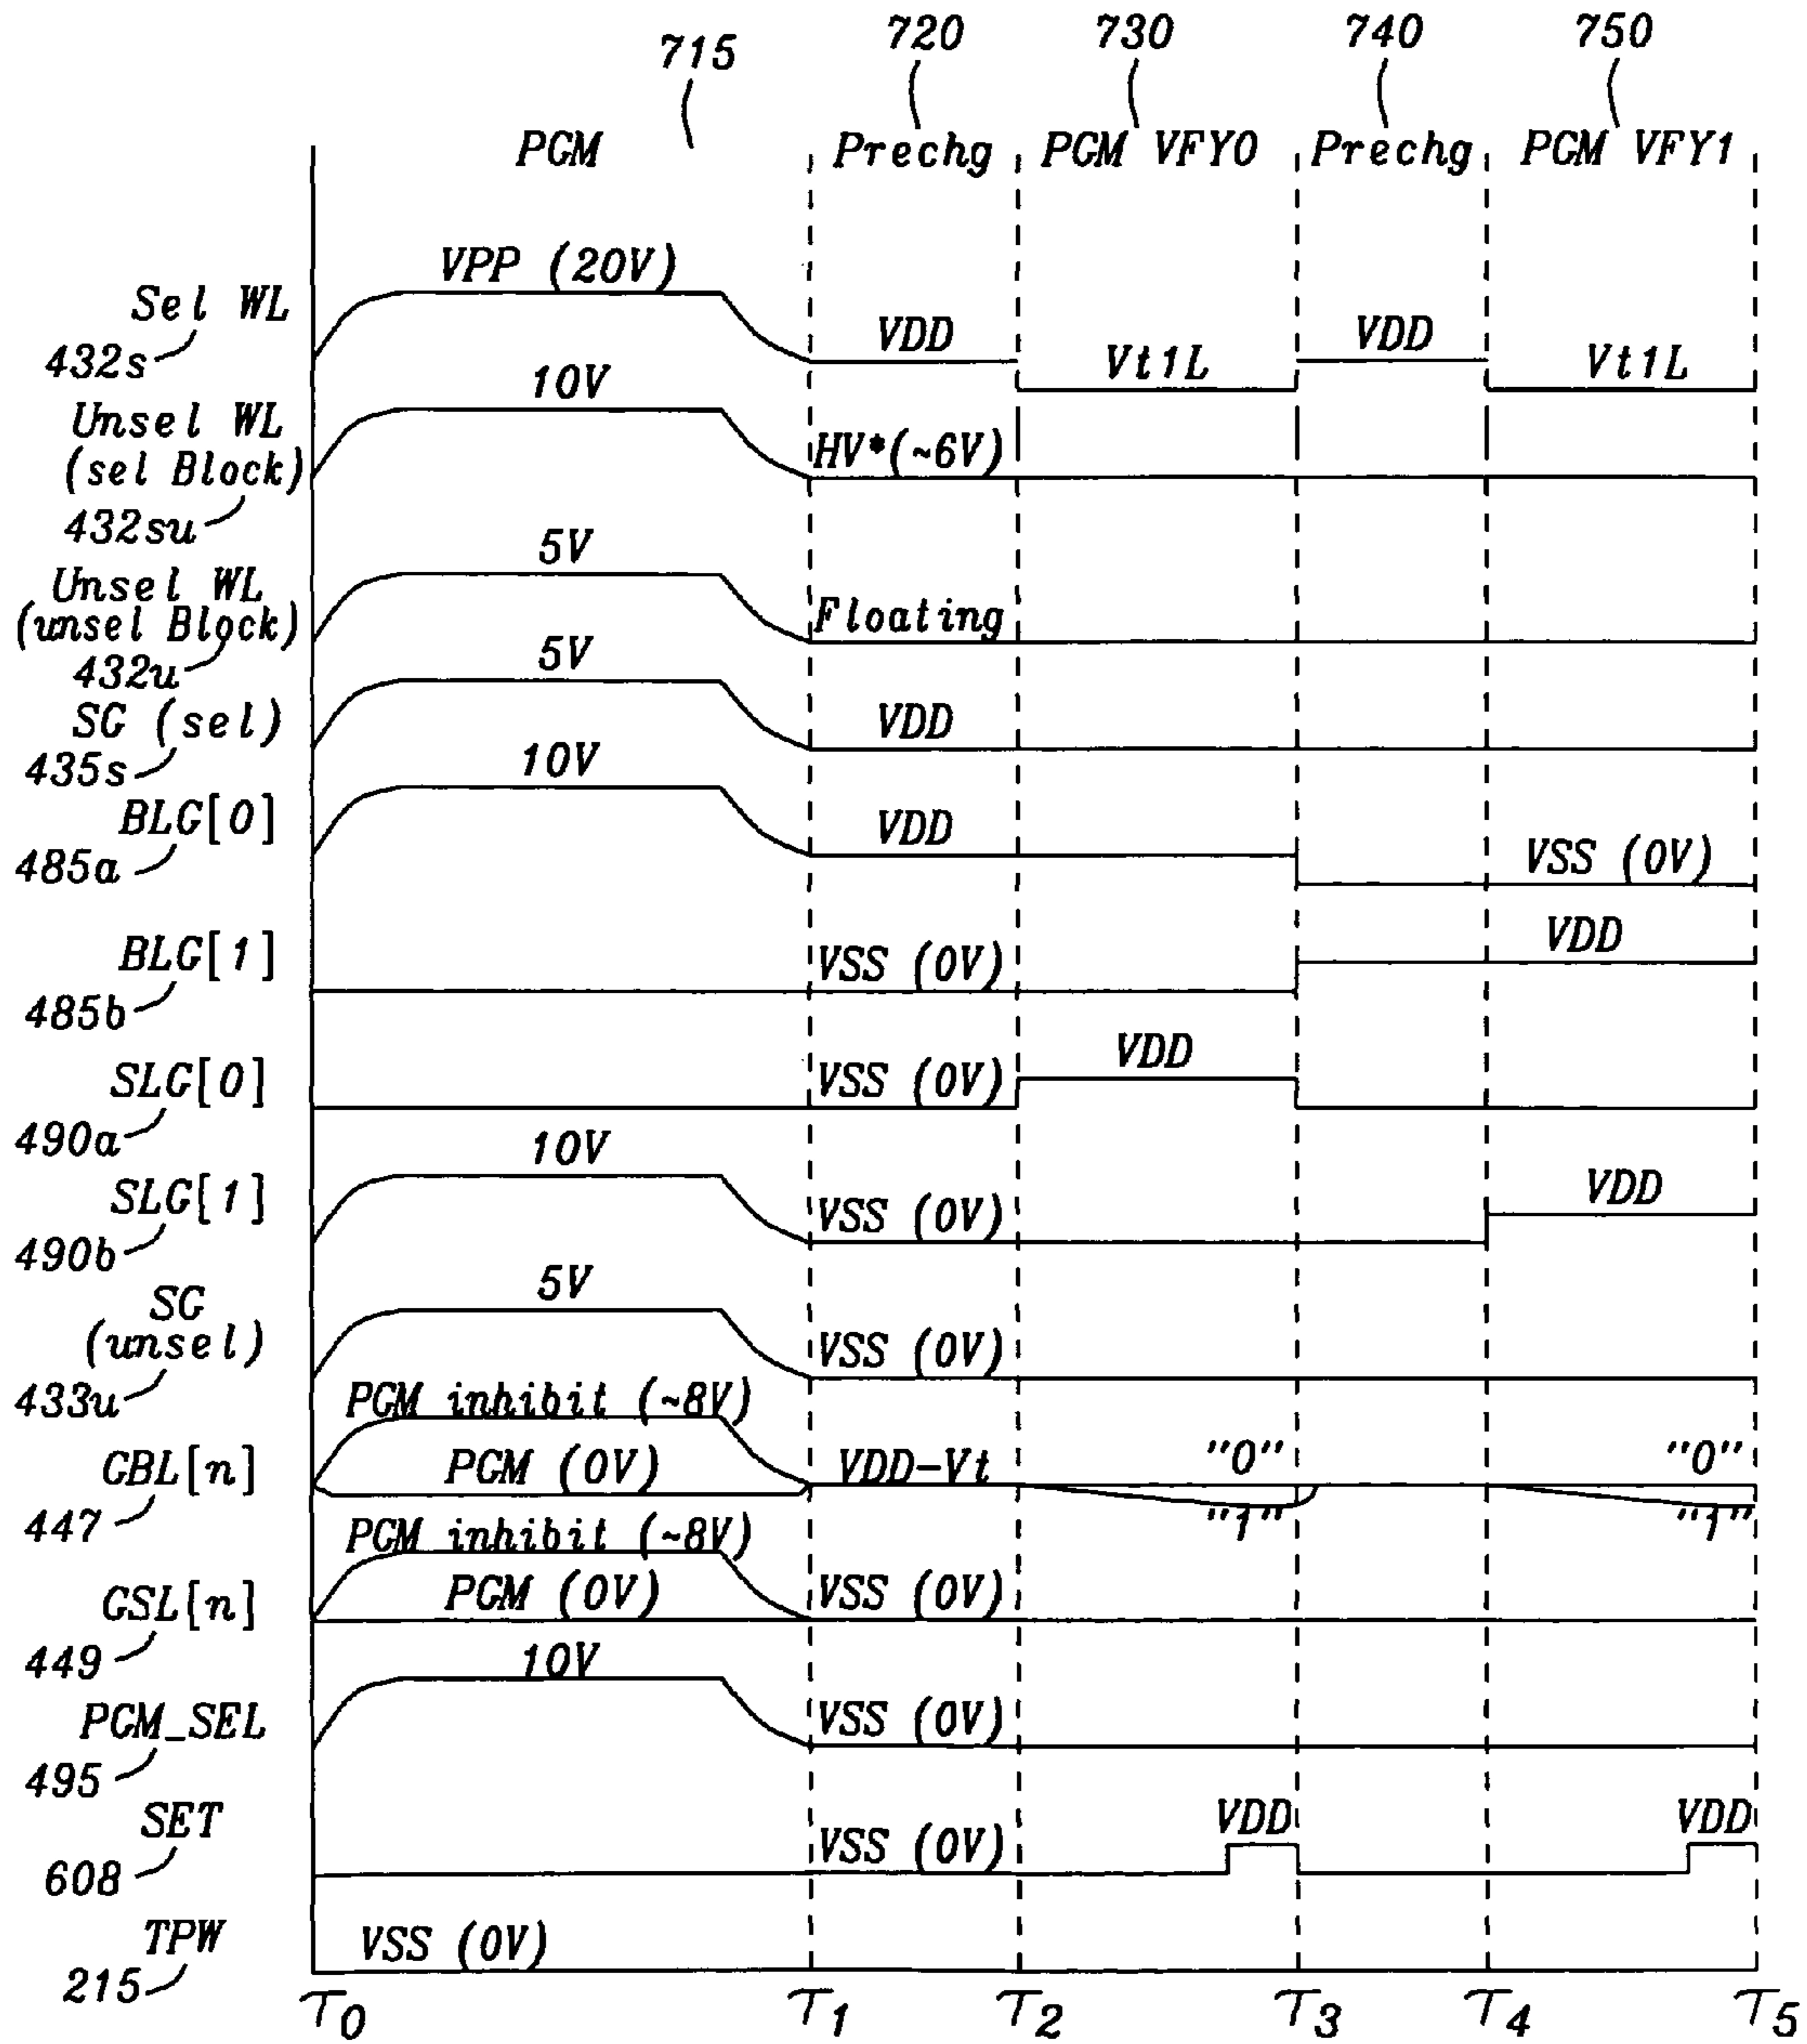 715 720 730 740 750
PGM Prechg PGM VFY0 Prechg PGM VFY1
VPP (20V)
Sel WL VDD VDD
432s Vt1L Vt1L
10V
Unsel WL
(sel Block) HV*(~6V)
432su
5V
Unsel WL
(unsel Block) Floating
432u 5V
SG (sel) VDD
435s
10V
BLG[0] VDD
485a VSS (0V)
BLG[1] VSS (0V) VDD
485b
VDD
SLG[0] VSS (0V)
490a
10V
SLG[1] VSS (0V) VDD
490b
5V
SG
(unsel) VSS (0V)
433u PGM inhibit (~8V)
GBL[n] PGM (0V) VDD-Vt "0" "0"
447 "1" "1"
PGM inhibit (~8V)
GSL[n] PGM (0V) VSS (0V)
449
10V
PGM_SEL VSS (0V)
495
SET VSS (0V) VDD VDD
608
TPW VSS (0V)
215
T0 T1 T2 T3 T4 T5